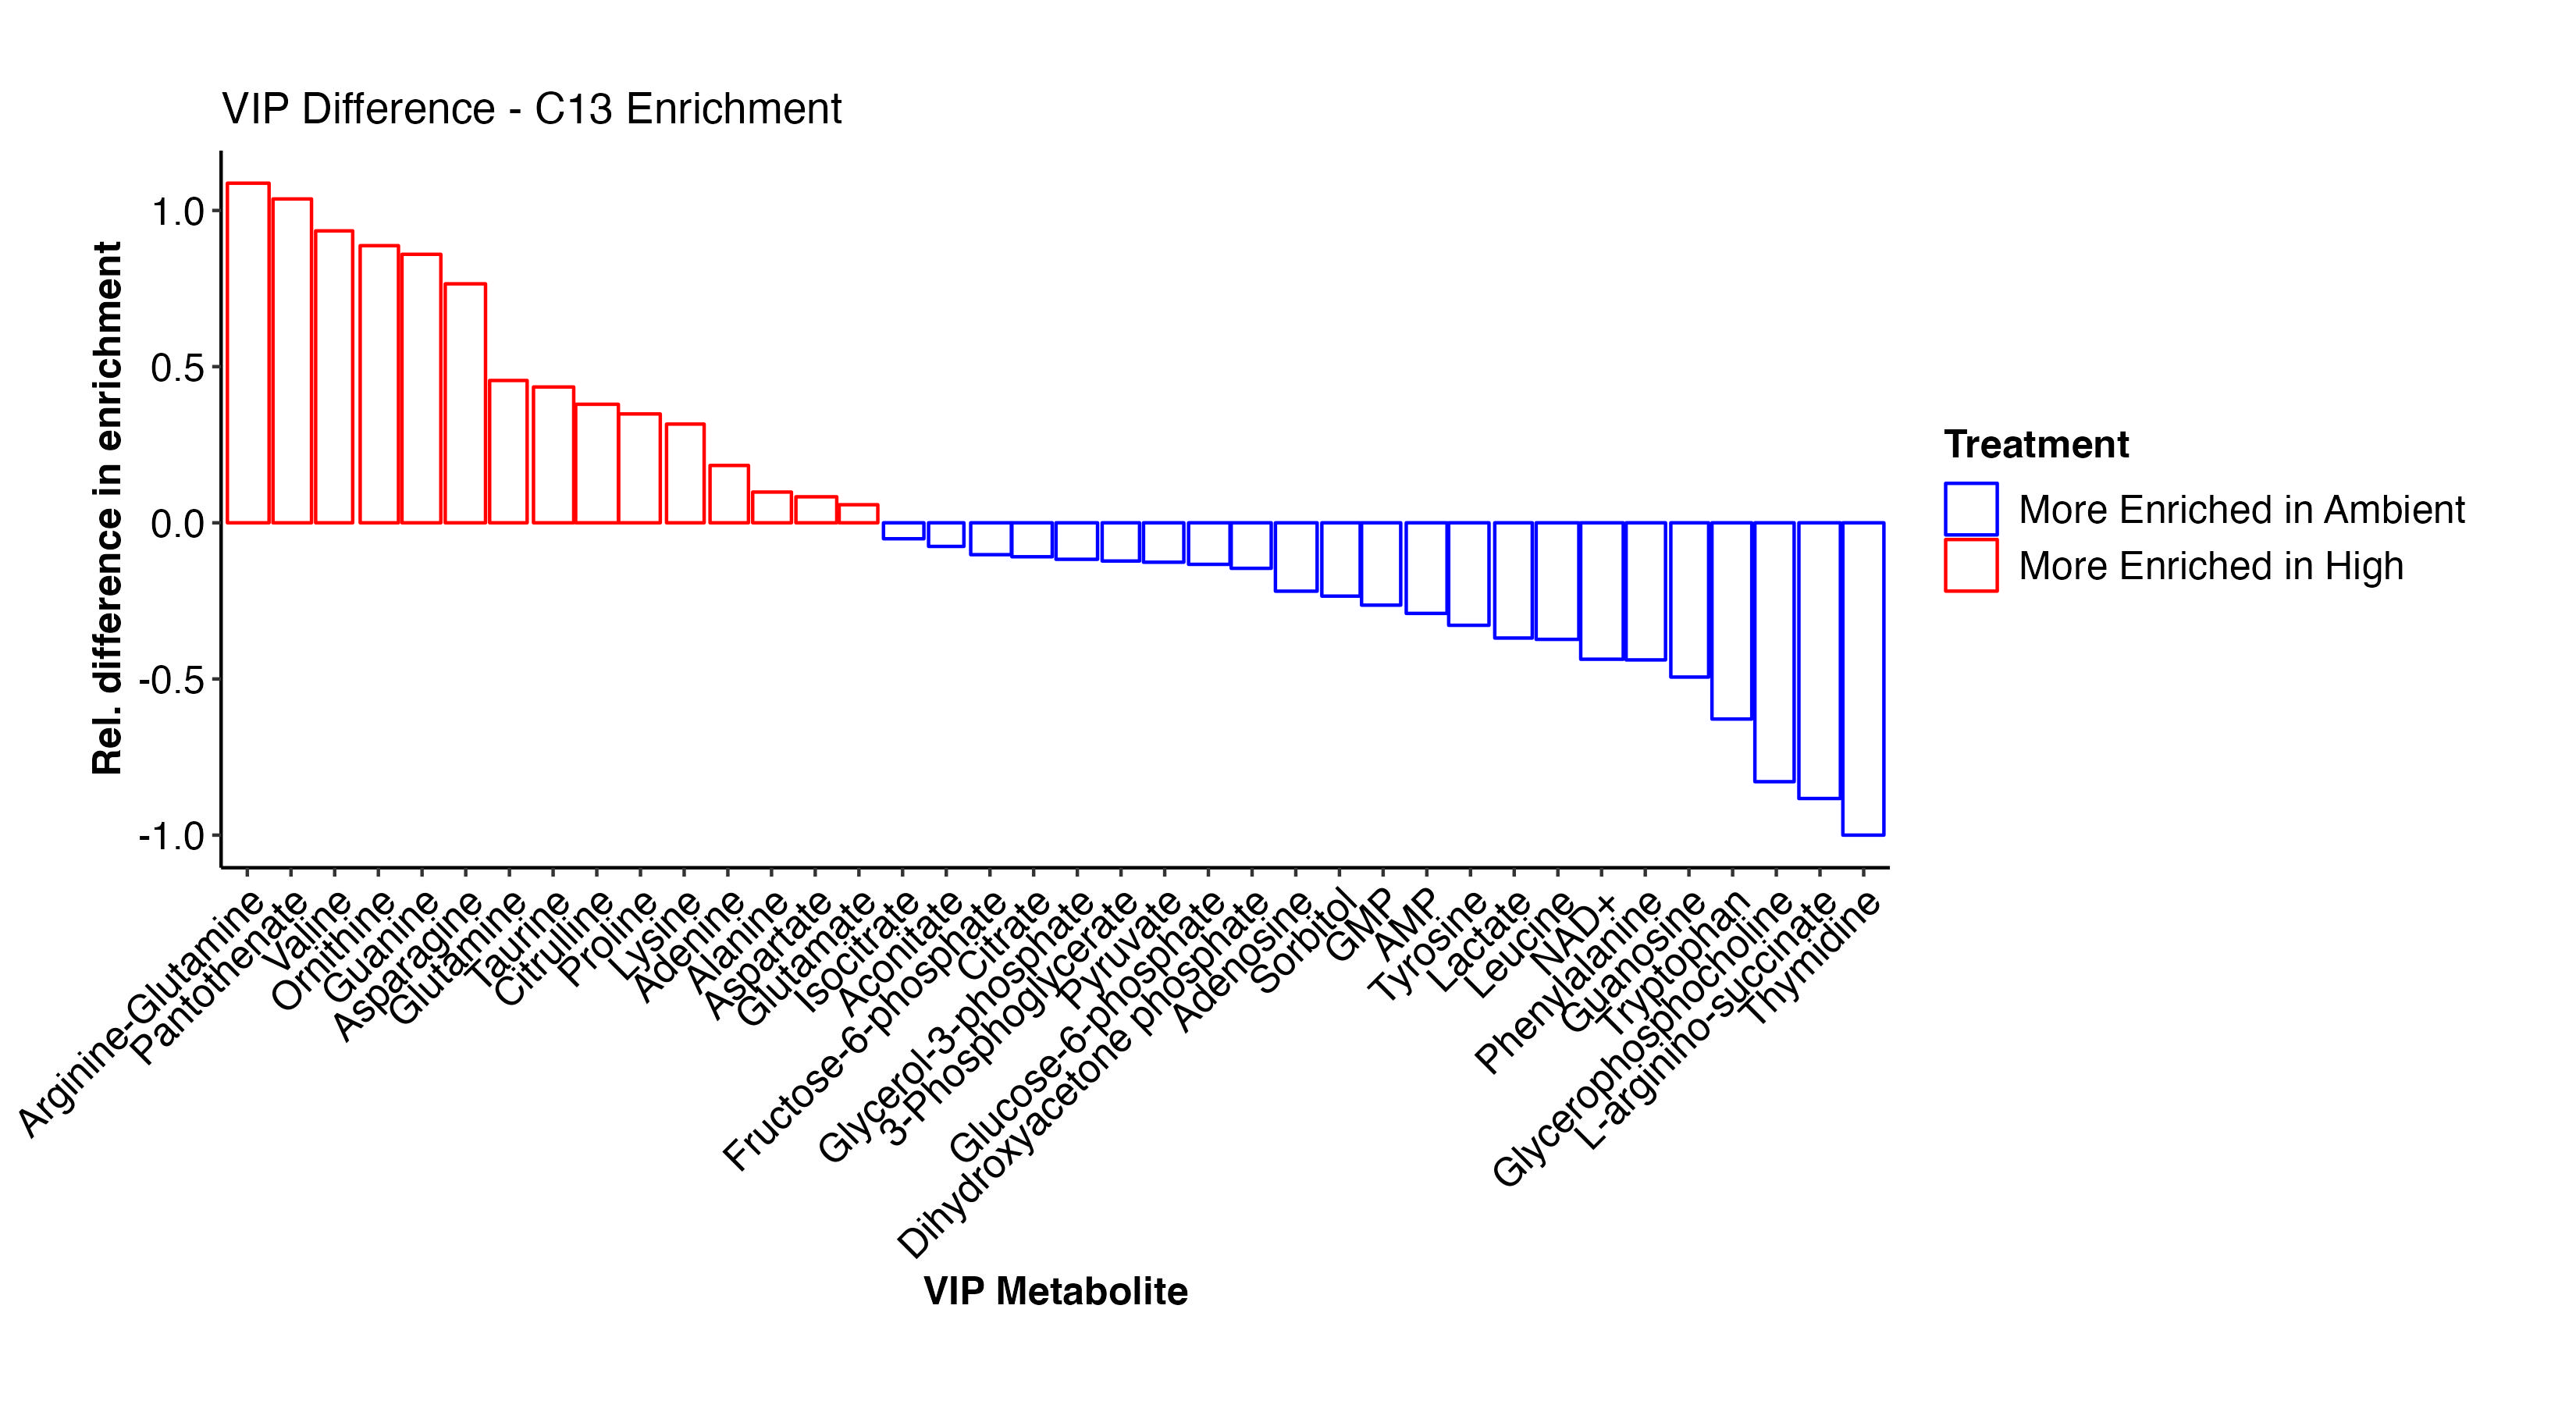 VIP Difference - C13 Enrichment
Rel. difference in enrichment
1.0
0.5
0.0
-0.5
-1.0
Arginine-Glutamine
Pantothenate
Valine
Ornithine
Guanine
Asparagine
Glutamine
Taurine
Citrulline
Proline
Lysine
Adenine
Alanine
Aspartate
Glutamate
Isocitrate
Aconitate
Fructose-6-phosphate
Citrate
Glycerol-3-phosphate
3-Phosphoglycerate
Pyruvate
Glucose-6-phosphate
Dihydroxyacetone phosphate
Adenosine
Sorbitol
GMP
AMP
Tyrosine
Lactate
Leucine
NAD+
Phenylalanine
Guanosine
Tryptophan
Glycerophosphocholine
L-arginino-succinate
Thymidine
VIP Metabolite
Treatment
More Enriched in Ambient
More Enriched in High